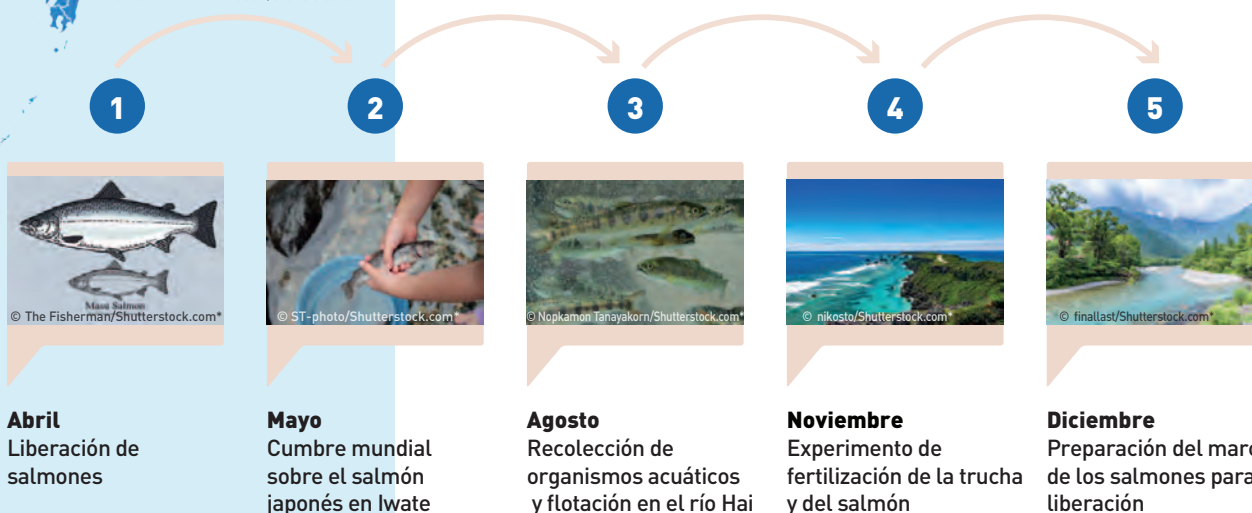 1
2
3
4
5
Masu Salmon
© The Fisherman/Shutterstock.com*
© ST-photo/Shutterstock.com*
© Nopkamon Tanayakorn/Shutterstock.com*
© nikosto/Shutterstock.com*
© finallast/Shutterstock.com*
Abril
Liberación de
salmones
Mayo
Cumbre mundial
sobre el salmón
japonés en Iwate
Agosto
Recolección de
organismos acuáticos
y flotación en el río Hai
Noviembre
Experimento de
fertilización de la trucha
y del salmón
Diciembre
Preparación del
de los salmones para
liberación